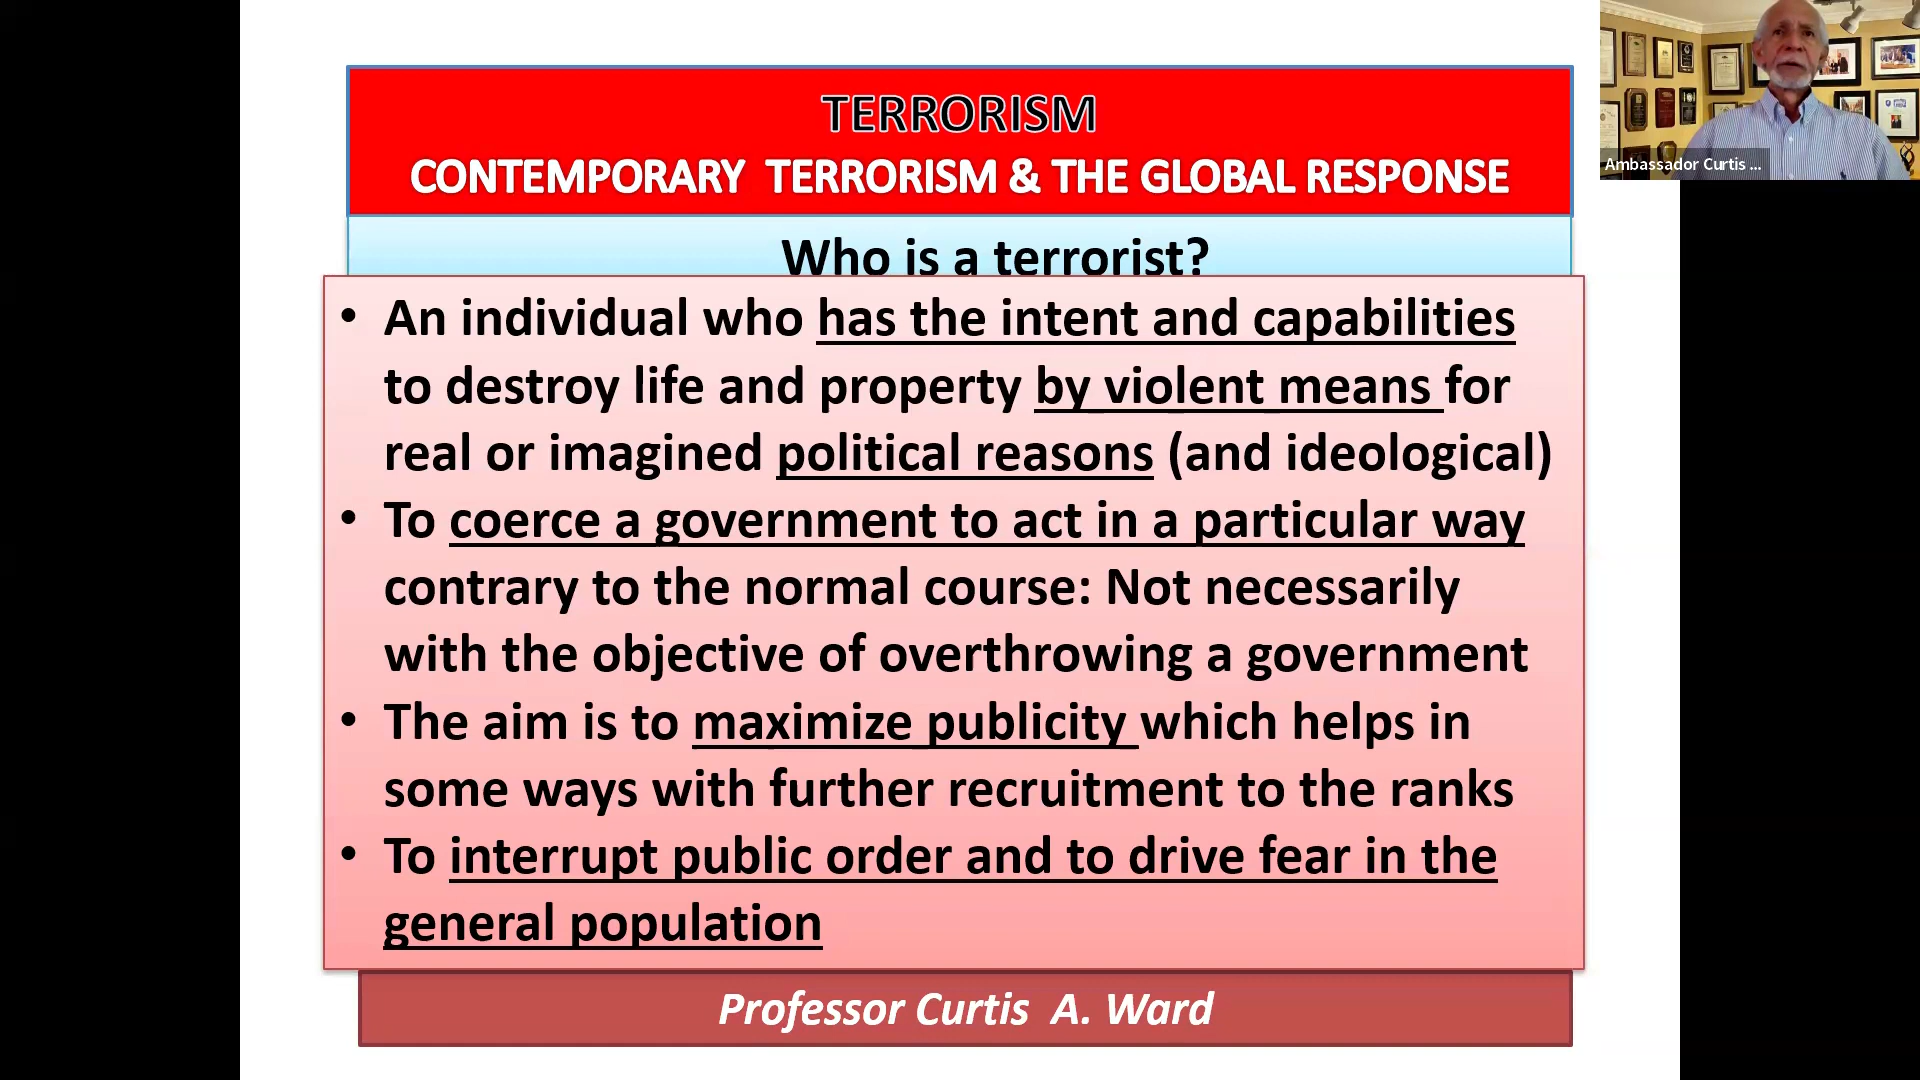 TERRORISM
CONTEMPORARY TERRORISM & THE GLOBAL RESPONSE
Ambassador Curtis ...
Who is a terrorist?
• An individual who has the intent and capabilities
to destroy life and property by violent means for
real or imagined political reasons (and ideological)
• To coerce a government to act in a particular way
contrary to the normal course: Not necessarily
with the objective of overthrowing a government
• The aim is to maximize publicity which helps in
some ways with further recruitment to the ranks
• To interrupt public order and to drive fear in the
general population
Professor Curtis A. Ward